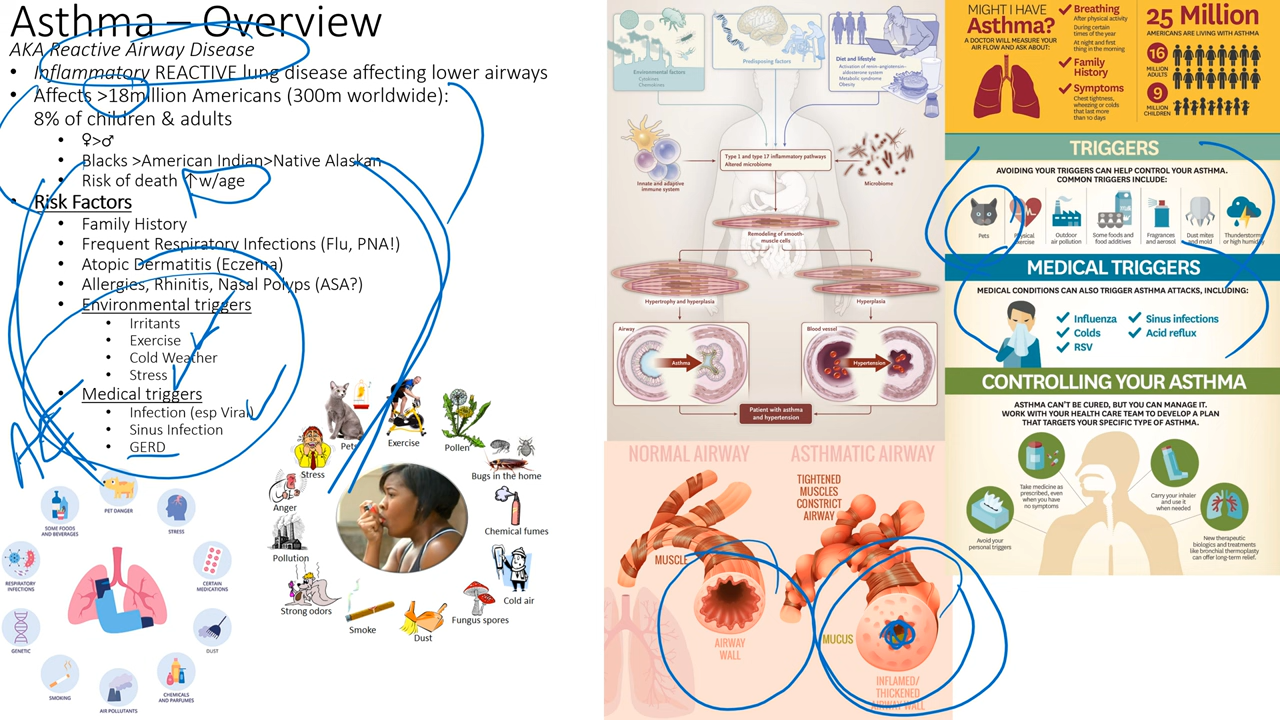 Asthma – Overview
AKA Reactive Airway Disease
• Inflammatory REACTIVE lung disease affecting lower airways
• Affects >18million Americans (300m worldwide):
8% of children & adults
• ♀>♂
• Blacks >American Indian>Native Alaskan
• Risk of death ↑w/age
• Risk Factors
• Family History
• Frequent Respiratory Infections (Flu, PNA!)
• Atopic Dermatitis (Eczema)
• Allergies, Rhinitis, Nasal Polyps (ASA?)
• Environmental triggers
• Irritants
• Exercise
• Cold Weather
• Stress
• Medical triggers
• Infection (esp Viral)
• Sinus Infection
• GERD
SOME FOODS
AND BEVERAGES
PET DANGER
STRESS
RESPIRATORY
INFECTIONS
CERTAIN
MEDICATIONS
GENETIC
DUST
SMOKING
AIR POLLUTANTS
CHEMICALS
AND PARFUMES
Pets
Exercise
Pollen
Stress
Bugs in the home
Anger
Chemical fumes
Pollution
Cold air
Strong odors
Fungus spores
Smoke
Dust
Environmental factors
Cytokines
Chemokines
Predisposing factors
Diet and lifestyle
Activation of renin–angiotensin–
aldosterone system
Metabolic syndrome
Obesity
Innate and adaptive
immune system
Type 1 and type 17 inflammatory pathways
Altered microbiome
Microbiome
Remodeling of smooth-
muscle cells
Hypertrophy and hyperplasia
Hyperplasia
Airway
Asthma
Blood vessel
Hypertension
Patient with asthma
and hypertension
NORMAL AIRWAY
ASTHMATIC AIRWAY
TIGHTENED
MUSCLES
CONSTRICT
AIRWAY
MUSCLE
AIRWAY
WALL
MUCUS
INFLAMED/
THICKENED
AIRWAY WALL
MIGHT I HAVE
Asthma?
A DOCTOR WILL MEASURE YOUR
AIR FLOW AND ASK ABOUT:
Breathing
After physical activity
During certain
times of the year
At night and first
thing in the morning
Family
History
Symptoms
Chest tightness,
wheezing or colds
that last more
than 10 days
25 Million
AMERICANS ARE LIVING WITH ASTHMA
16
MILLION
ADULTS
9
MILLION
CHILDREN
TRIGGERS
AVOIDING YOUR TRIGGERS CAN HELP CONTROL YOUR ASTHMA.
COMMON TRIGGERS INCLUDE:
Pets
Physical
exercise
Outdoor
air pollution
Some foods and
food additives
Fragrances
and aerosol
Dust mites
and mold
Thunderstorms
or high humidity
MEDICAL TRIGGERS
MEDICAL CONDITIONS CAN ALSO TRIGGER ASTHMA ATTACKS, INCLUDING:
Influenza
Colds
RSV
Sinus infections
Acid reflux
CONTROLLING YOUR ASTHMA
ASTHMA CAN'T BE CURED, BUT YOU CAN MANAGE IT.
WORK WITH YOUR HEALTH CARE TEAM TO DEVELOP A PLAN
THAT TARGETS YOUR SPECIFIC TYPE OF ASTHMA.
Take medicine as
prescribed, even
when you have
no symptoms
Carry your inhaler
and use it
when needed
Avoid your
personal triggers
New therapeutic
biologics and treatments
like bronchial thermoplasty
can offer long-term relief.